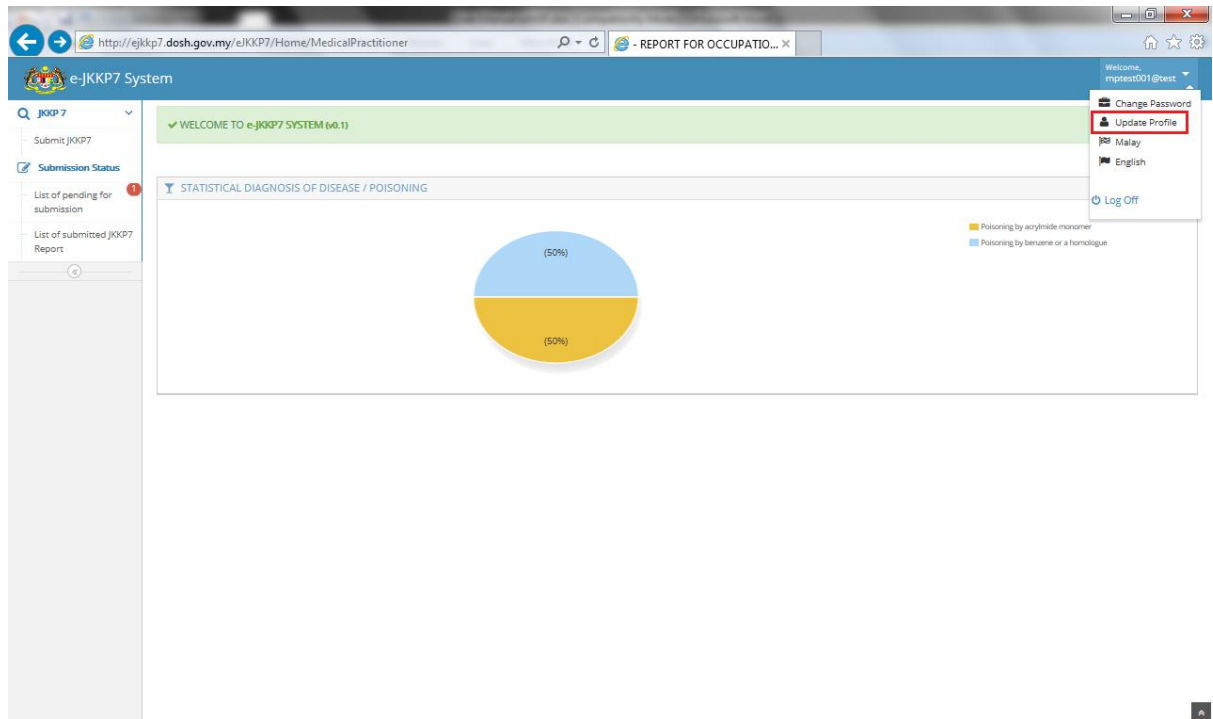 http://ejkkp7.dosh.gov.my/eJKKP7/Home/MedicalPractitioner
- REPORT FOR OCCUPATIO...
e-JKKP7 System
Welcome,
mptest001@test
Change Password
Update Profile
Malay
English
Log Off
JKKP 7
Submit JKKP7
Submission Status
List of pending for
submission
1
List of submitted JKKP7
Report
WELCOME TO e-JKKP7 SYSTEM (v0.1)
STATISTICAL DIAGNOSIS OF DISEASE / POISONING
(50%)
(50%)
Poisoning by acrylmide monomer
Poisoning by benzene or a homologue